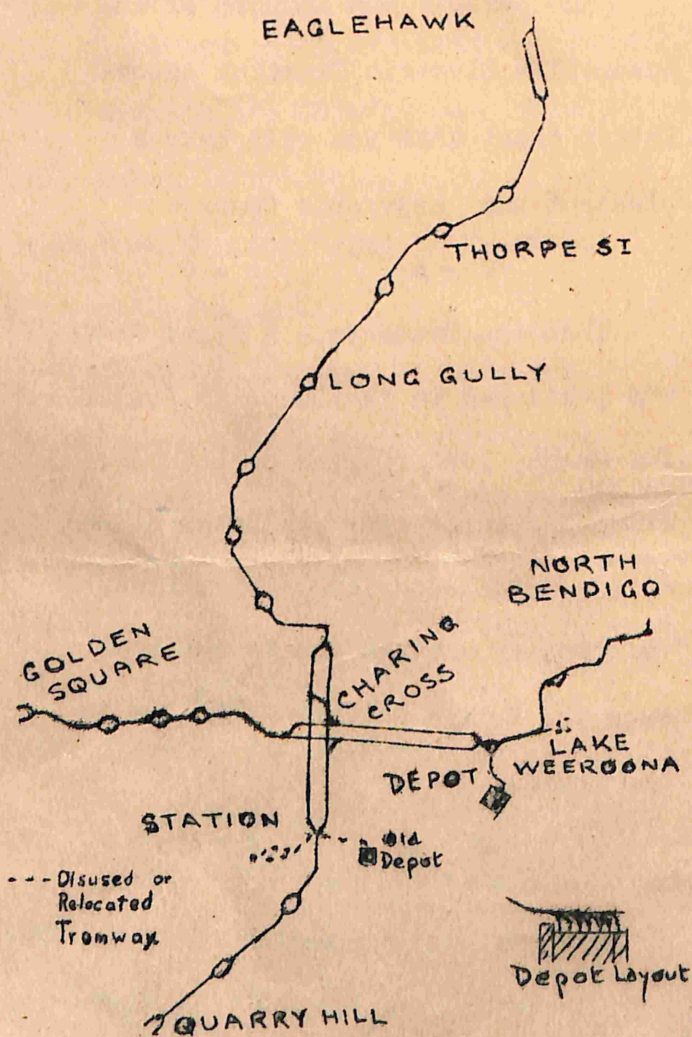 EAGLEHAWK
THORPE ST
LONG GULLY
NORTH
BENDIGO
GOLDEN
SQUARE
CHARING
CROSS
LAKE
WEEROONA
DEPOT
STATION
Old
Depot
--- Disused or
Relocated
Tramway
Depot Layout
QUARRY HILL